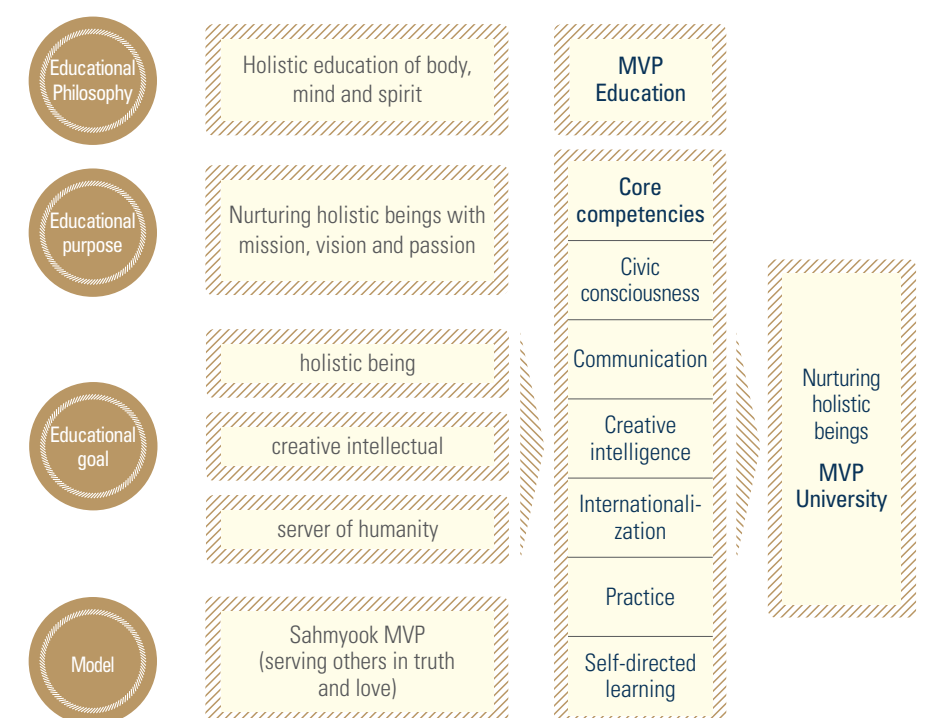 Educational
Philosophy
Holistic education of body,
mind and spirit
MVP
Education
Educational
purpose
Nurturing holistic beings with
mission, vision and passion
Educational
goal
holistic being
creative intellectual
server of humanity
Model
Sahmyook MVP
(serving others in truth
and love)
Core
competencies
Civic
consciousness
Communication
Creative
intelligence
Internationali-
zation
Practice
Self-directed
learning
Nurturing
holistic
beings
MVP
University